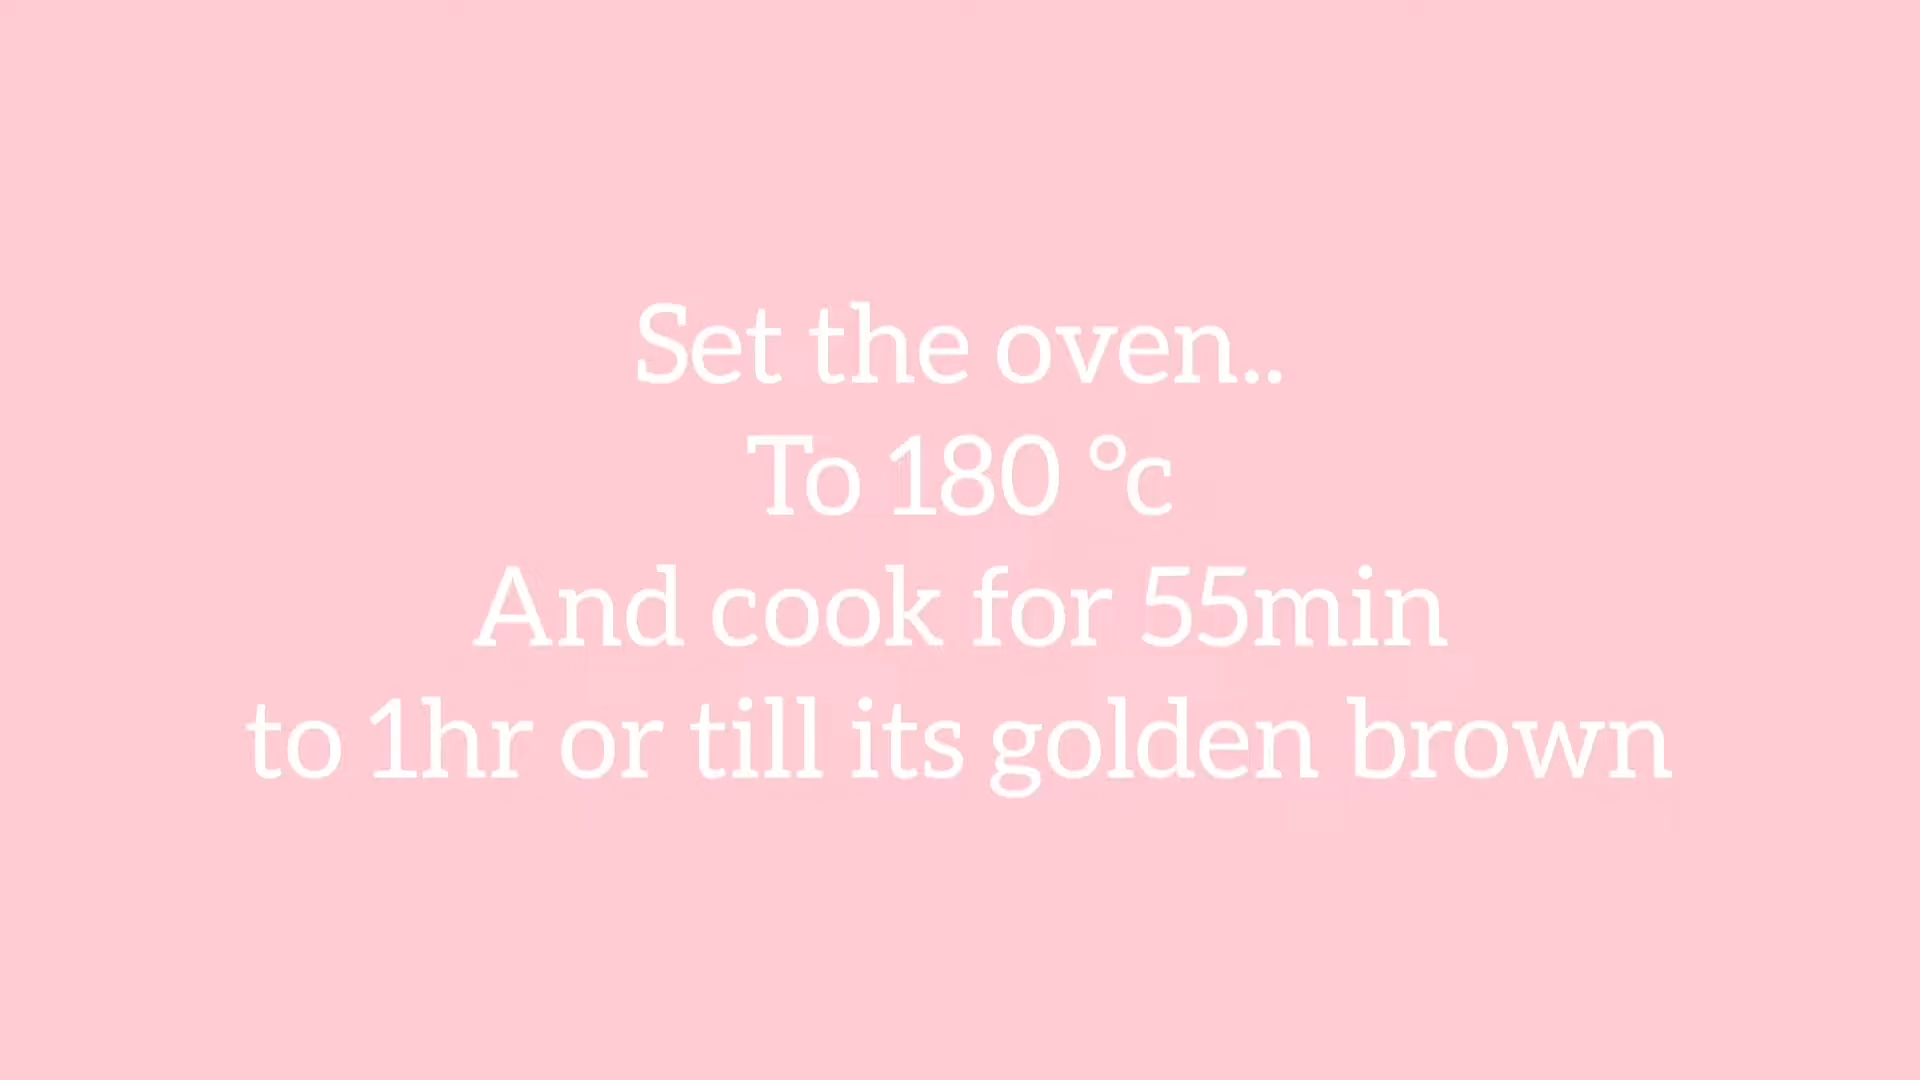 Set the oven..
To 180 °c
And cook for 55min
to 1hr or till its golden brown